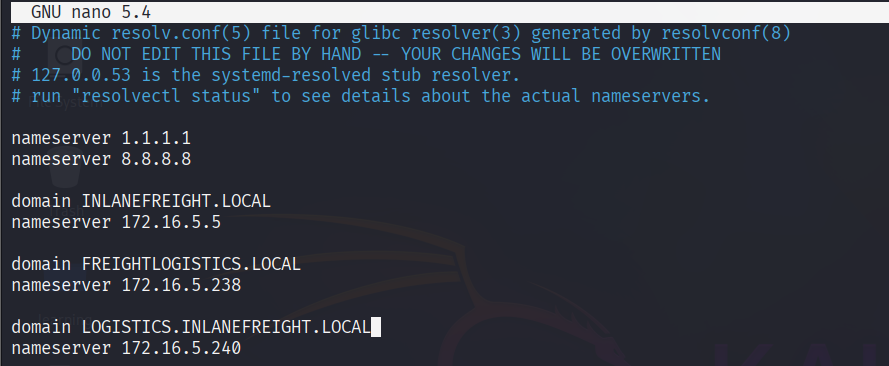 GNU nano 5.4
# Dynamic resolv.conf(5) file for glibc resolver(3) generated by resolvconf(8)
#     DO NOT EDIT THIS FILE BY HAND -- YOUR CHANGES WILL BE OVERWRITTEN
# 127.0.0.53 is the systemd-resolved stub resolver.
# run "resolvectl status" to see details about the actual nameservers.
nameserver 1.1.1.1
nameserver 8.8.8.8
domain INLANEFREIGHT.LOCAL
nameserver 172.16.5.5
domain FREIGHTLOGISTICS.LOCAL
nameserver 172.16.5.238
domain LOGISTICS.INLANEFREIGHT.LOCAL
nameserver 172.16.5.240